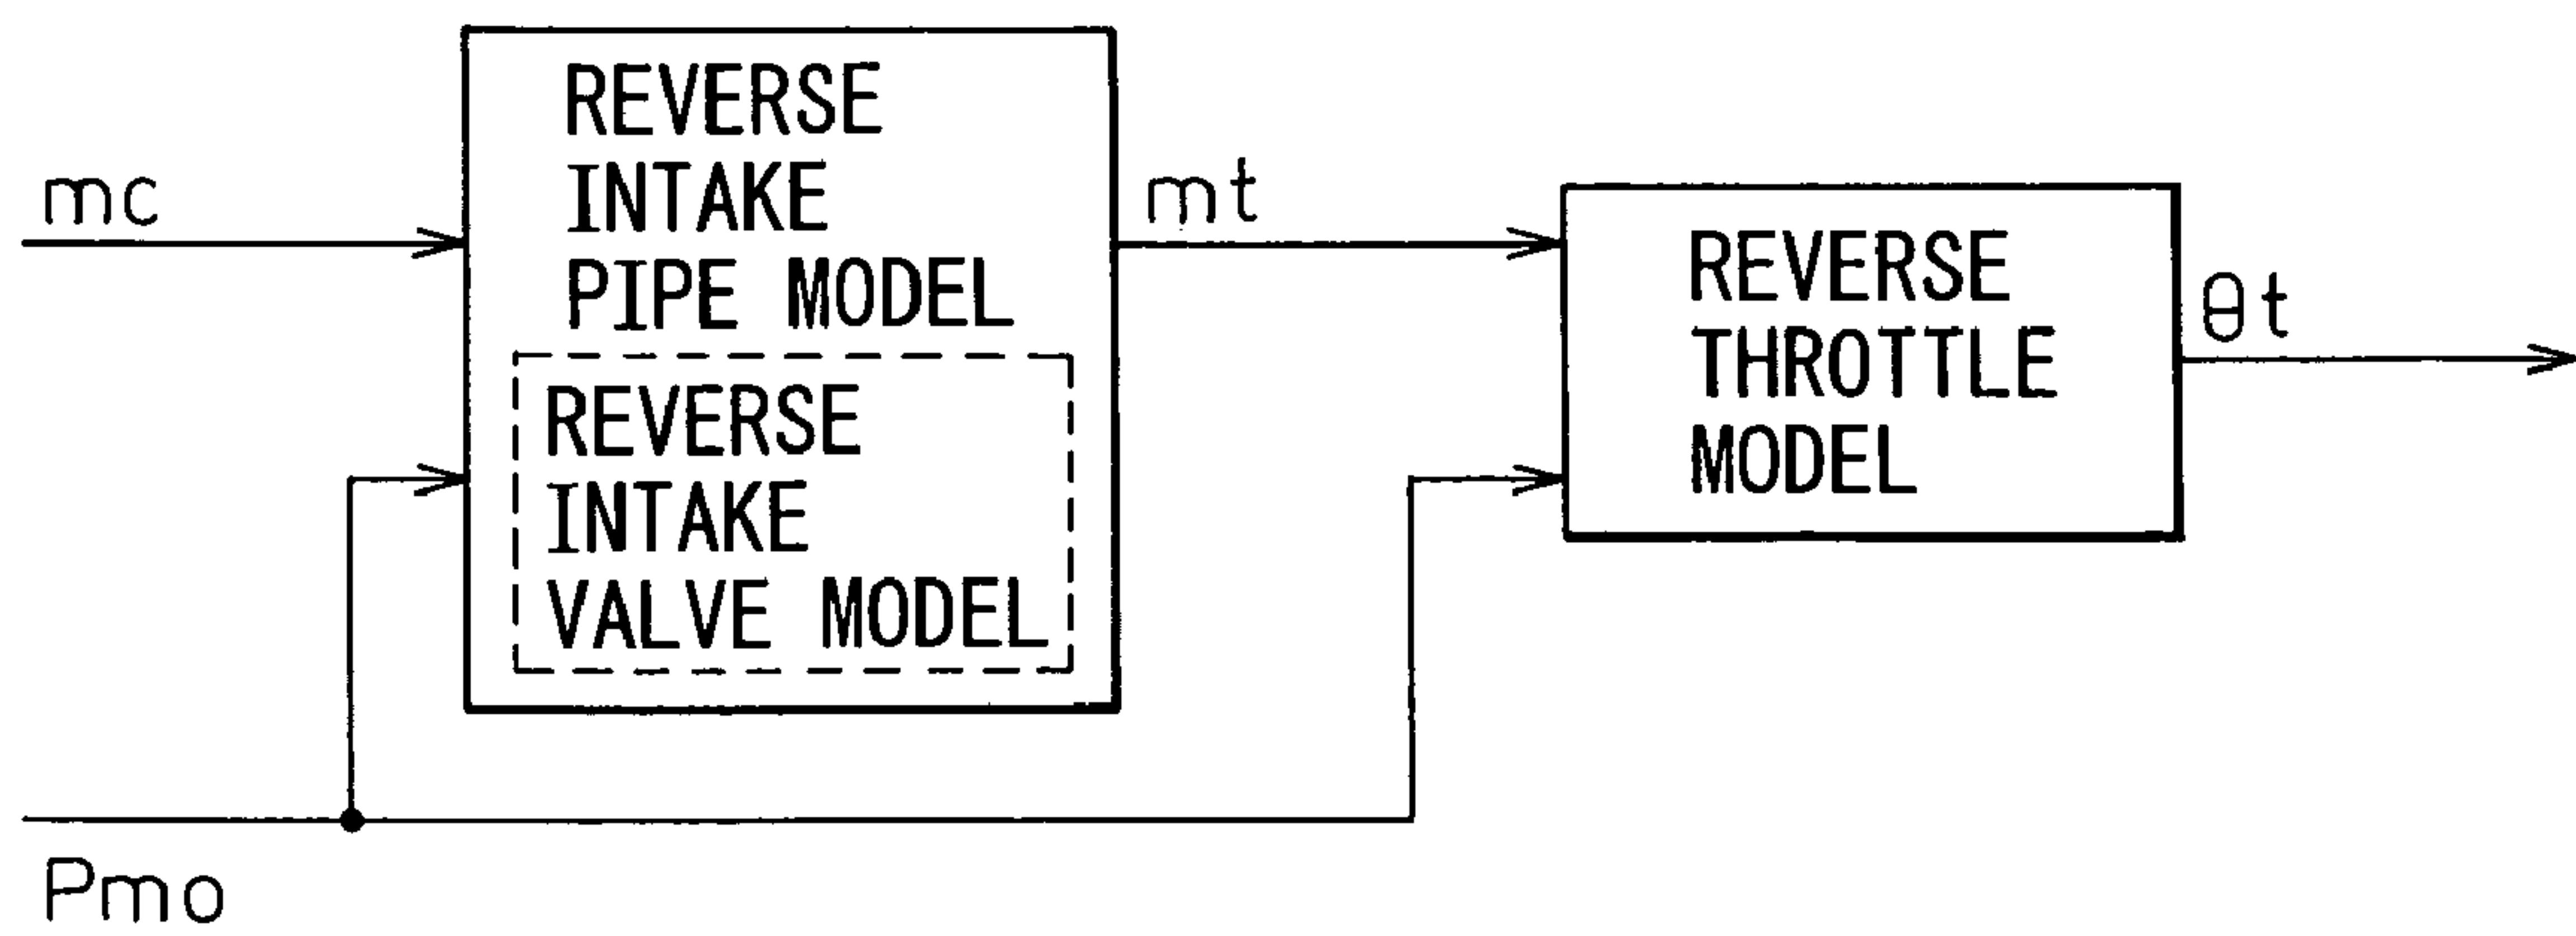 mc
REVERSE
INTAKE
PIPE MODEL
REVERSE
INTAKE
VALVE MODEL
mt
REVERSE
THROTTLE
MODEL
θt
Pmo